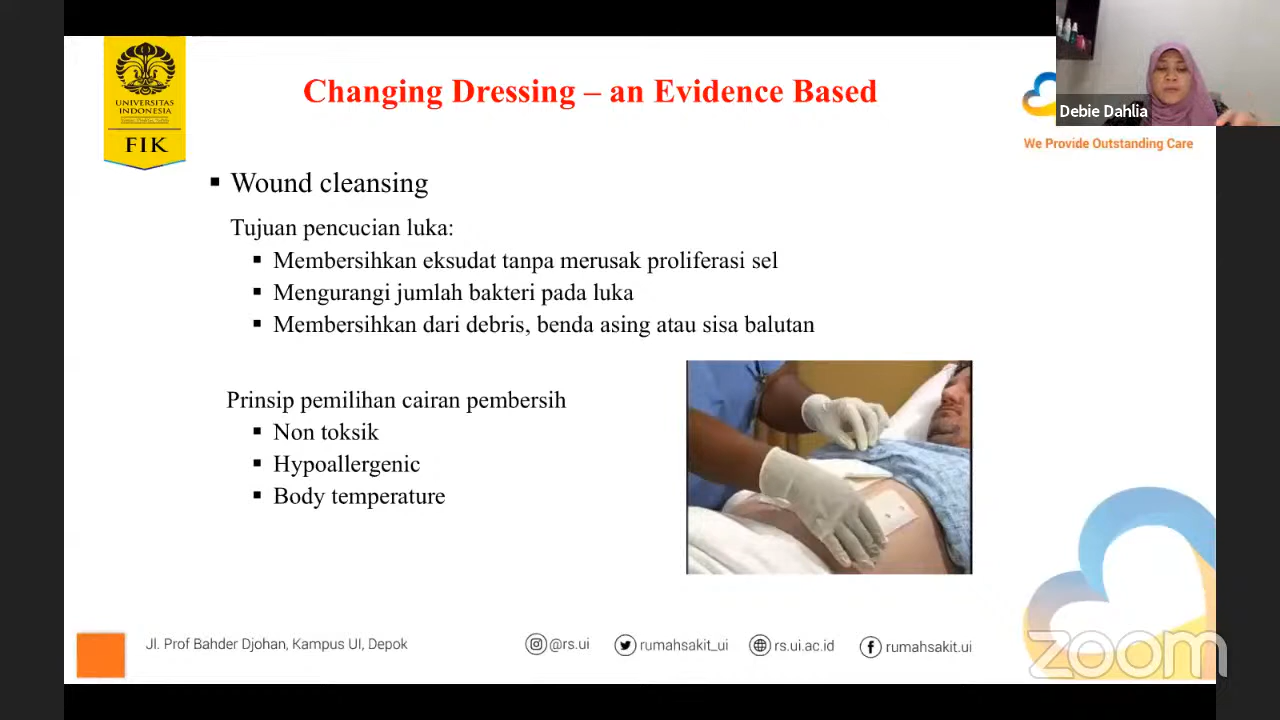 UNIVERSITAS
INDONESIA
FIK
Changing Dressing – an Evidence Based
Debie Dahlia
We Provide Outstanding Care
Wound cleansing
Tujuan pencucian luka:
Membersihkan eksudat tanpa merusak proliferasi sel
Mengurangi jumlah bakteri pada luka
Membersihkan dari debris, benda asing atau sisa balutan
Prinsip pemilihan cairan pembersih
Non toksik
Hypoallergenic
Body temperature
Jl. Prof Bahder Djohan, Kampus UI, Depok
@rs.ui
rumahsakit_ui
rs.ui.ac.id
rumahsakit.ui
zoom